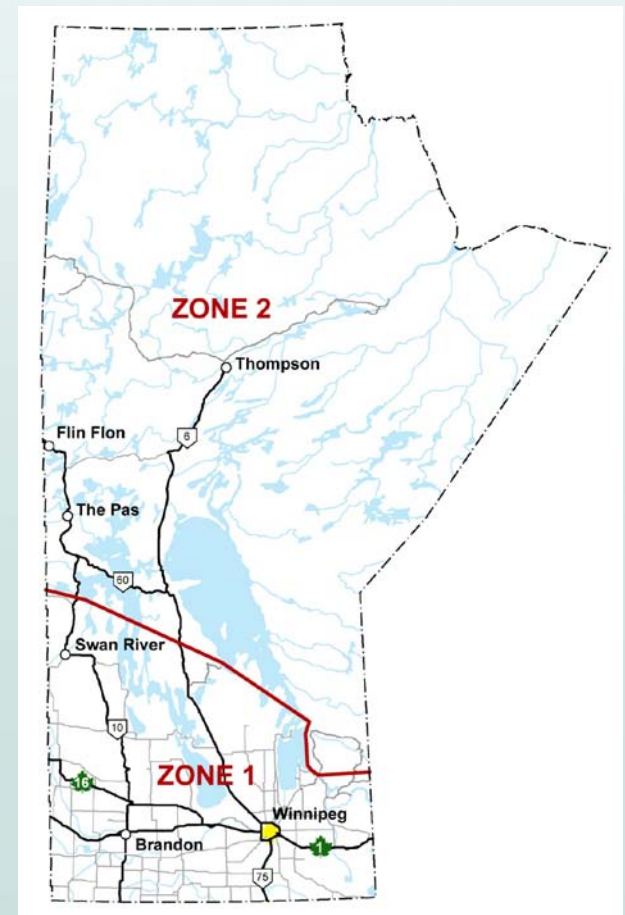 ZONE 2
Thompson
6
Flin Flon
The Pas
60
Swan River
10
ZONE 1
16
Winnipeg
Brandon
1
75